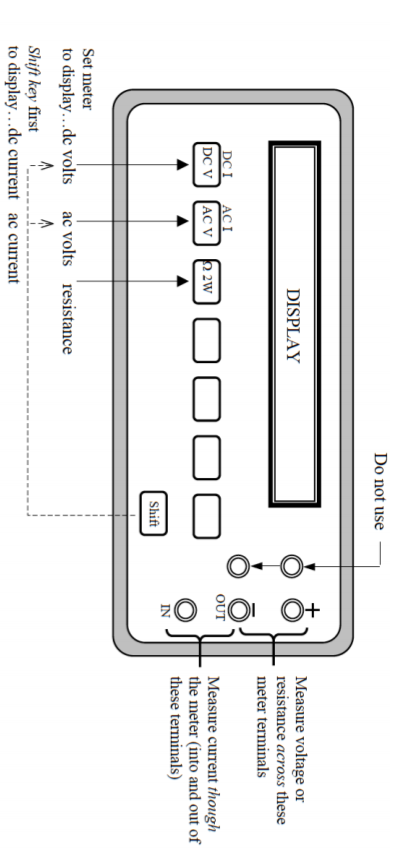 Do not use
DISPLAY
+
Measure voltage or
resistance across these
meter terminals
−
DC I
AC I
OUT
DC V
AC V
Ω 2W
Measure current though
the meter (into and out of
these terminals)
IN
Shift
Set meter
to display…dc volts ac volts resistance
Shift key first
to display…dc current ac current